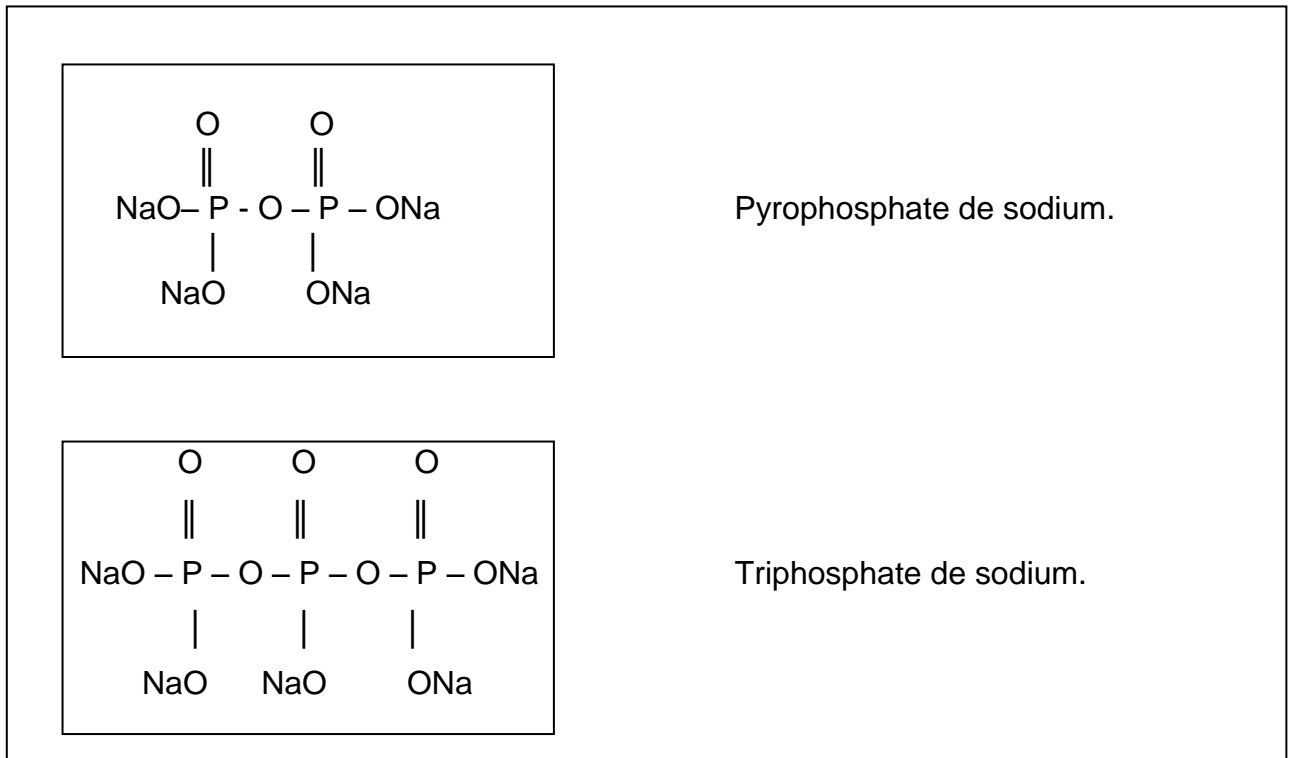 O O
‖ ‖
NaO– P - O – P – ONa
| |
NaO ONa
Pyrophosphate de sodium.
O O O
‖ ‖ ‖
NaO – P – O – P – O – P – ONa
| | |
NaO NaO ONa
Triphosphate de sodium.